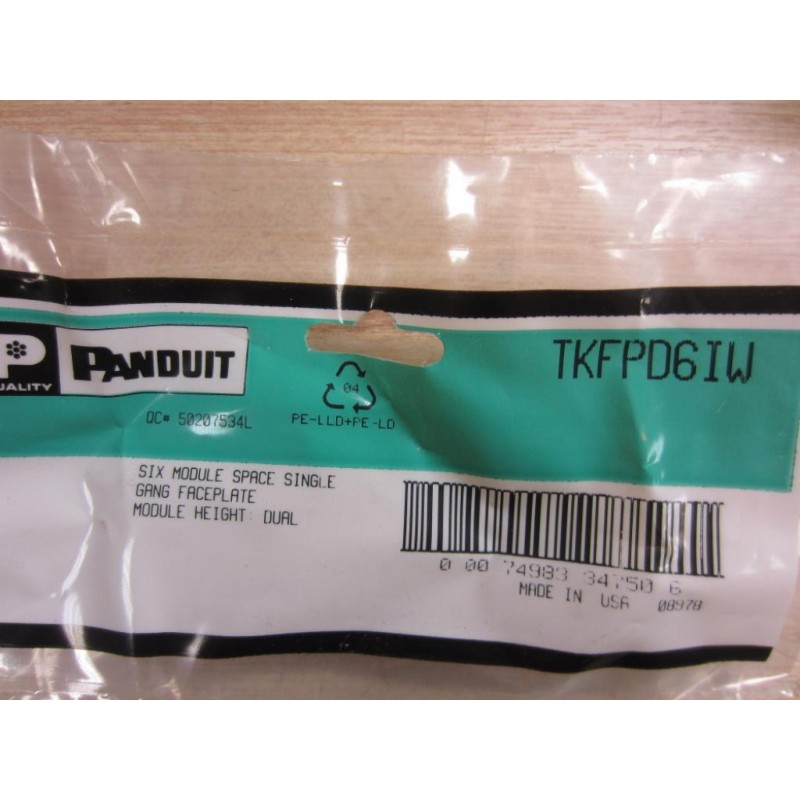 P
QUALITY
PANDUIT
TKFPD6IW
QC# 50207534L
04
PE-LLD+PE-LD
SIX MODULE SPACE SINGLE
GANG FACEPLATE
MODULE HEIGHT: DUAL
0 00 74983 34750 6
MADE IN USA 08978